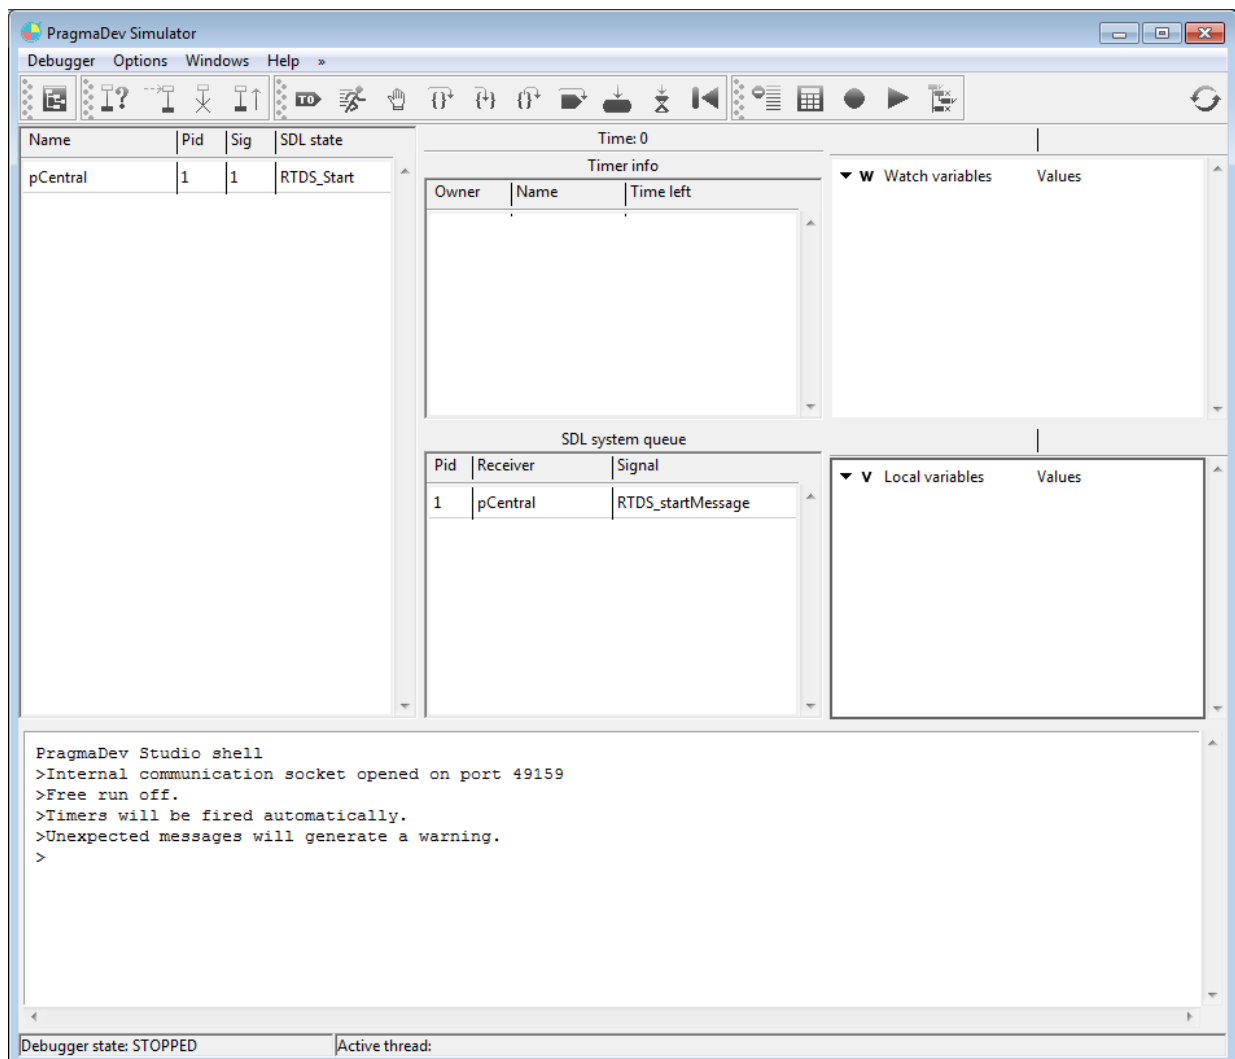 PragmaDev Simulator
Debugger Options Windows Help »
I? TO
Name Pid Sig SDL state
pCentral 1 1 RTDS_Start
Time: 0
Timer info
Owner Name Time left
W Watch variables Values
SDL system queue
Pid Receiver Signal
1 pCentral RTDS_startMessage
V Local variables Values
PragmaDev Studio shell
>Internal communication socket opened on port 49159
>Free run off.
>Timers will be fired automatically.
>Unexpected messages will generate a warning.
>
Debugger state: STOPPED
Active thread: